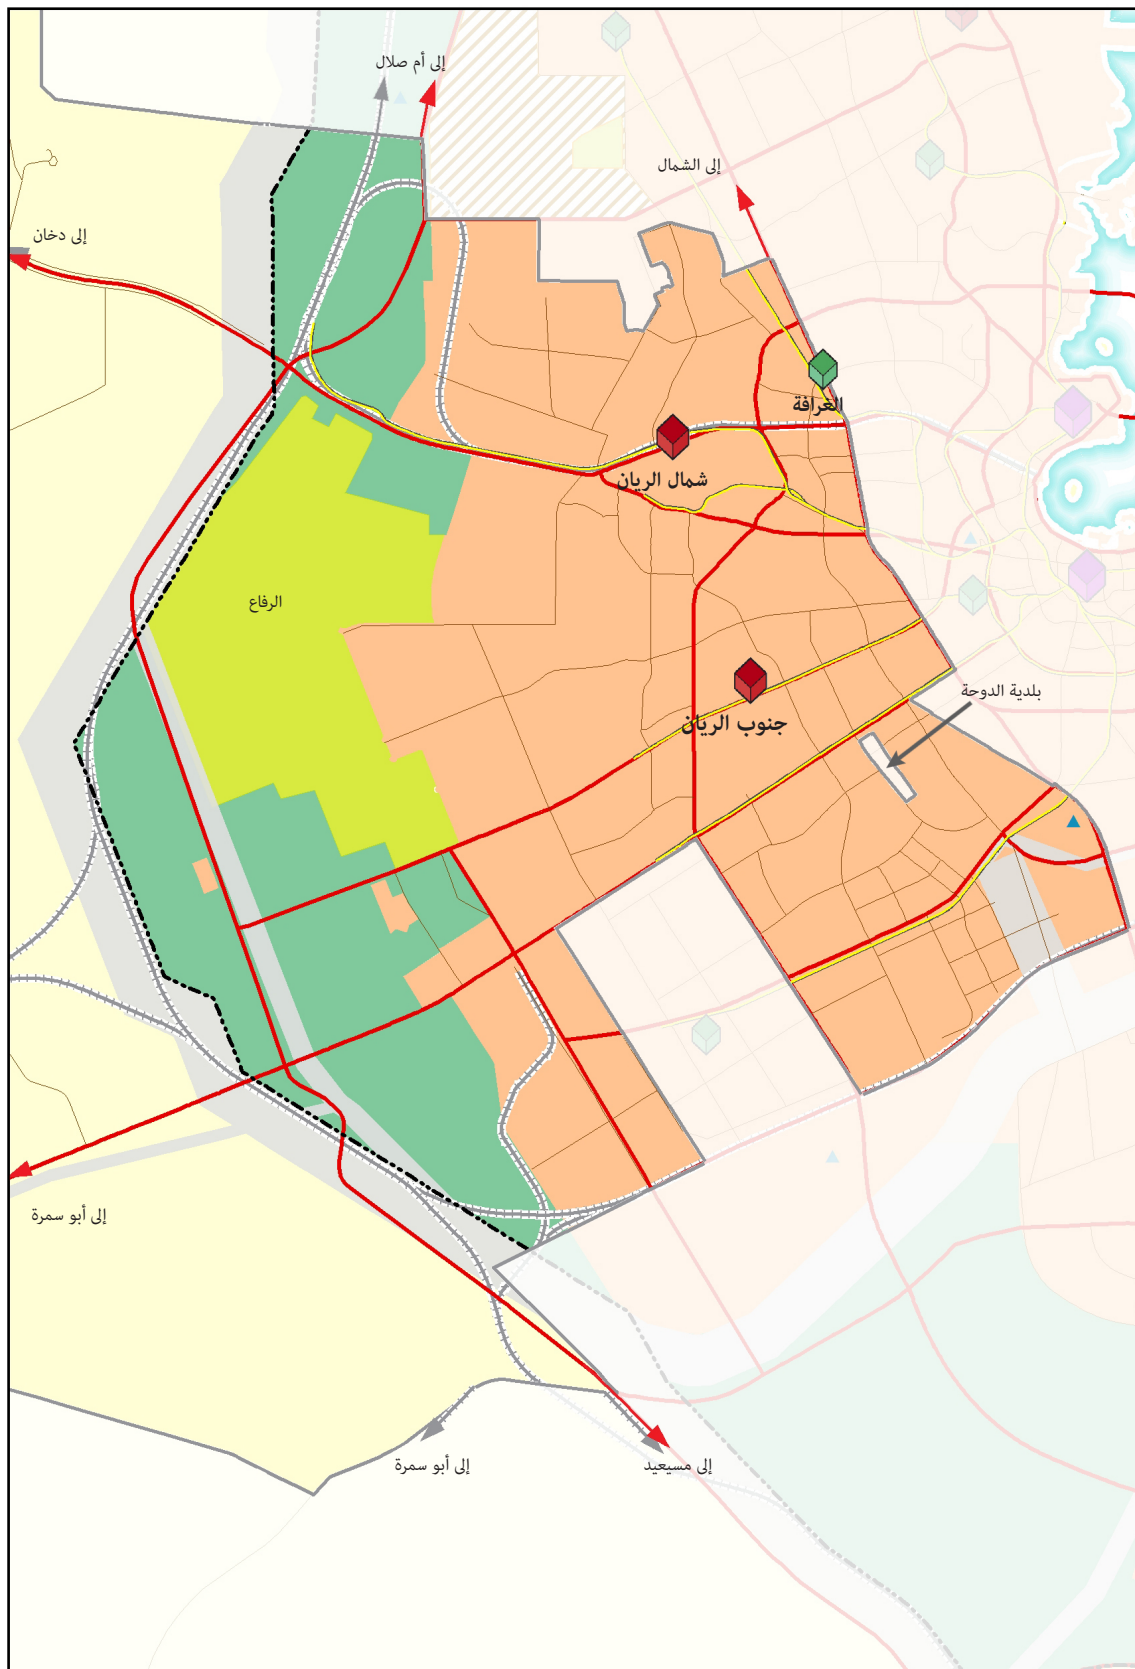 إلى أم صلال
إلى الشمال
إلى دخان
الغرافة
شمال الريان
الرفاع
بلدية الدوحة
جنوب الريان
إلى أبو سمرة
إلى أبو سمرة
إلى مسيعيد